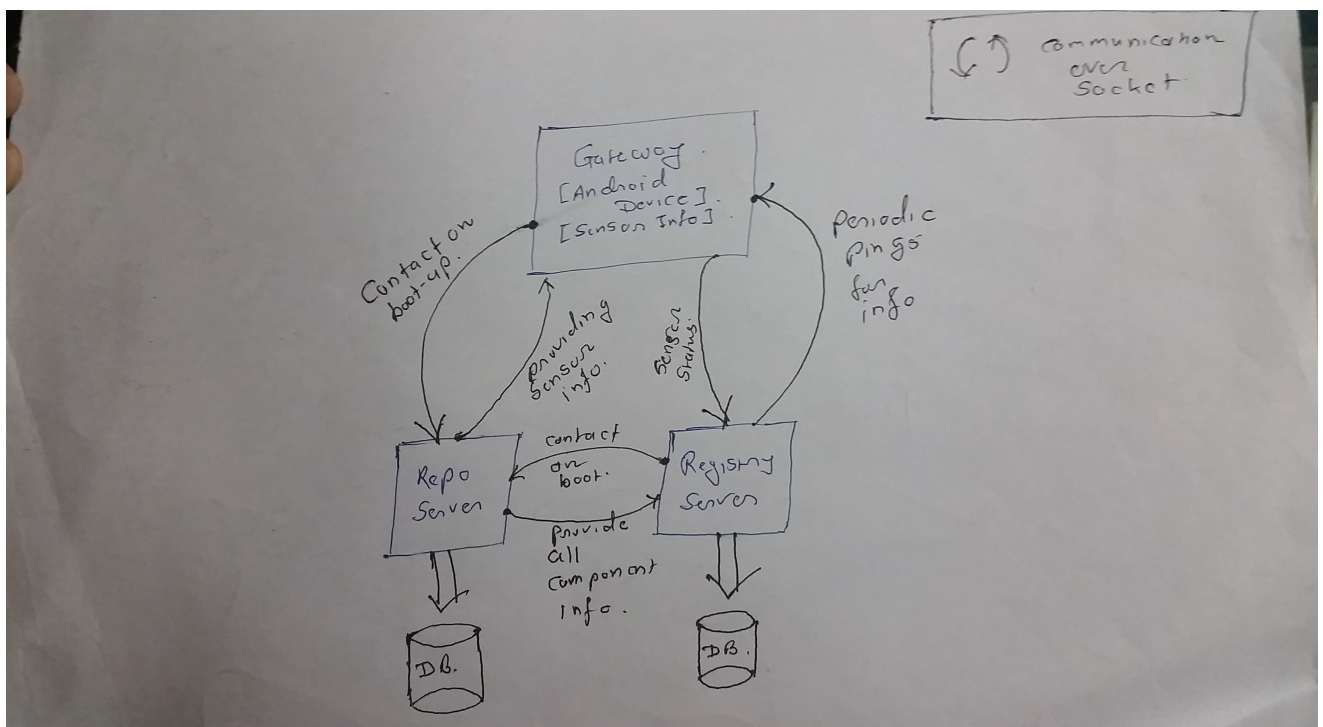 communication
over
socket.
Gateway.
[Android
Device].
[Sensor Info].
Contact on
boot-up.
Providing
Sensor
info.
Sensor
Status.
Periodic
pings
for
info
Repo
Server
contact
on
boot.
Registry
Server
Provide
all
component
info.
DB.
DB.